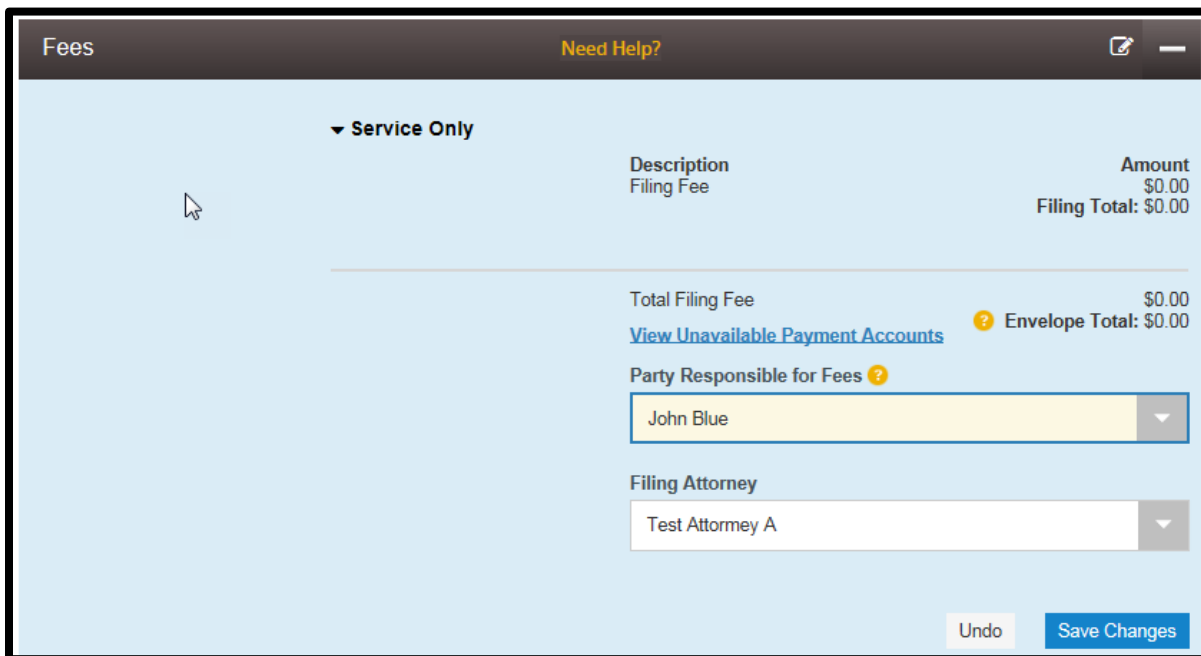 Fees
Need Help?
Service Only
Description Amount
Filing Fee $0.00
Filing Total: $0.00
Total Filing Fee $0.00
? Envelope Total: $0.00
View Unavailable Payment Accounts
Party Responsible for Fees ?
John Blue
Filing Attorney
Test Attormey A
Undo Save Changes